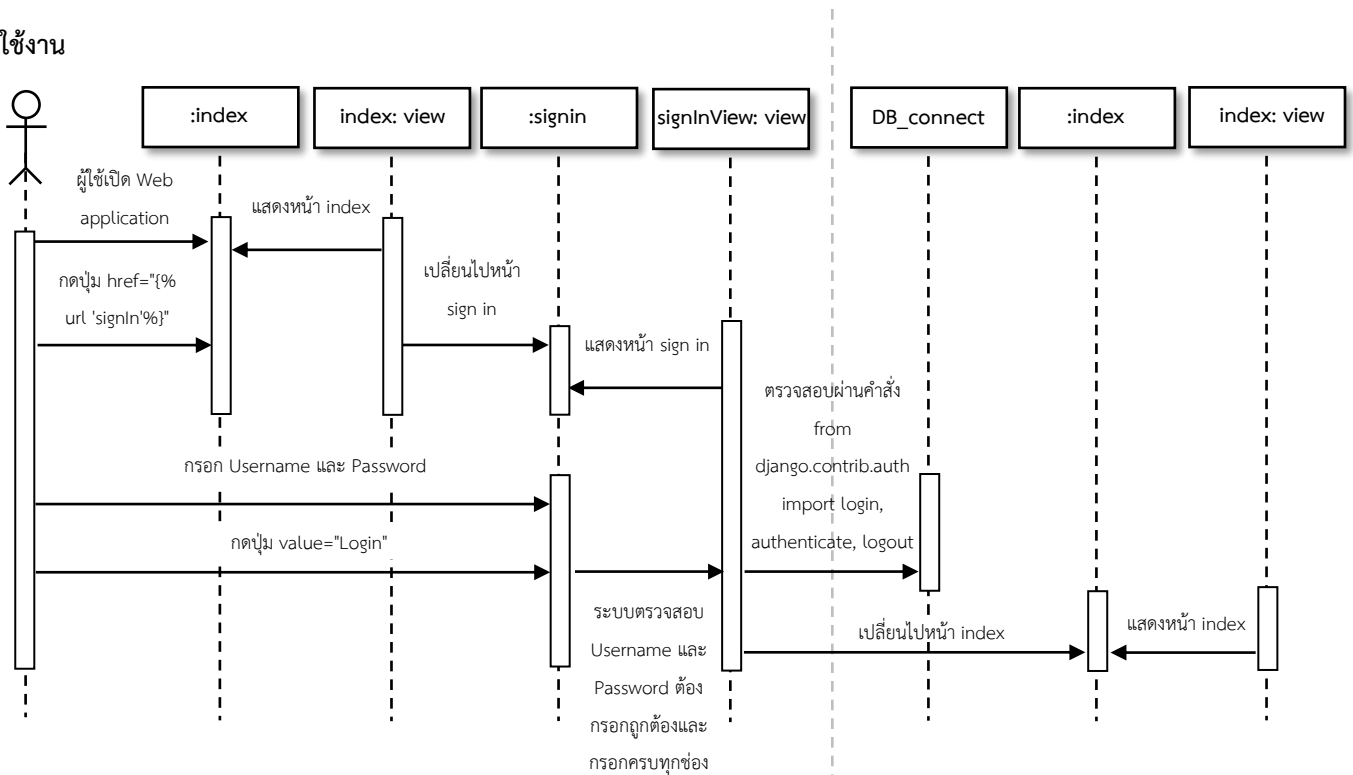 ใช้งาน
:index
index: view
:signin
signInView: view
DB_connect
:index
index: view
ผู้ใช้เปิด Web
application
แสดงหน้า index
กดปุ่ม href="{%
url 'signIn'%}"
เปลี่ยนไปหน้า
sign in
แสดงหน้า sign in
ตรวจสอบผ่านคำสั่ง
from
django.contrib.auth
import login,
authenticate, logout
กรอก Username และ Password
กดปุ่ม value="Login"
ระบบตรวจสอบ
Username และ
Password ต้อง
กรอกถูกต้องและ
กรอกครบทุกช่อง
เปลี่ยนไปหน้า index
แสดงหน้า index